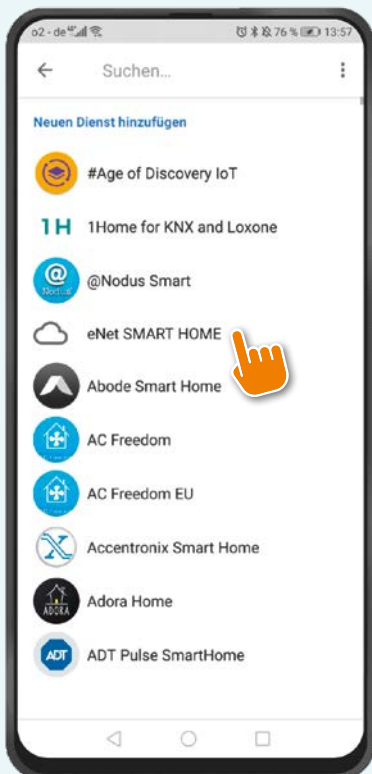 o2 - de 76 % 13:57
Suchen...
Neuen Dienst hinzufügen
#Age of Discovery IoT
1H 1Home for KNX and Loxone
@ Nodus @Nodus Smart
eNet SMART HOME
Abode Smart Home
AC Freedom
AC Freedom EU
Accentronix Smart Home
ADORA Adora Home
ADT ADT Pulse SmartHome